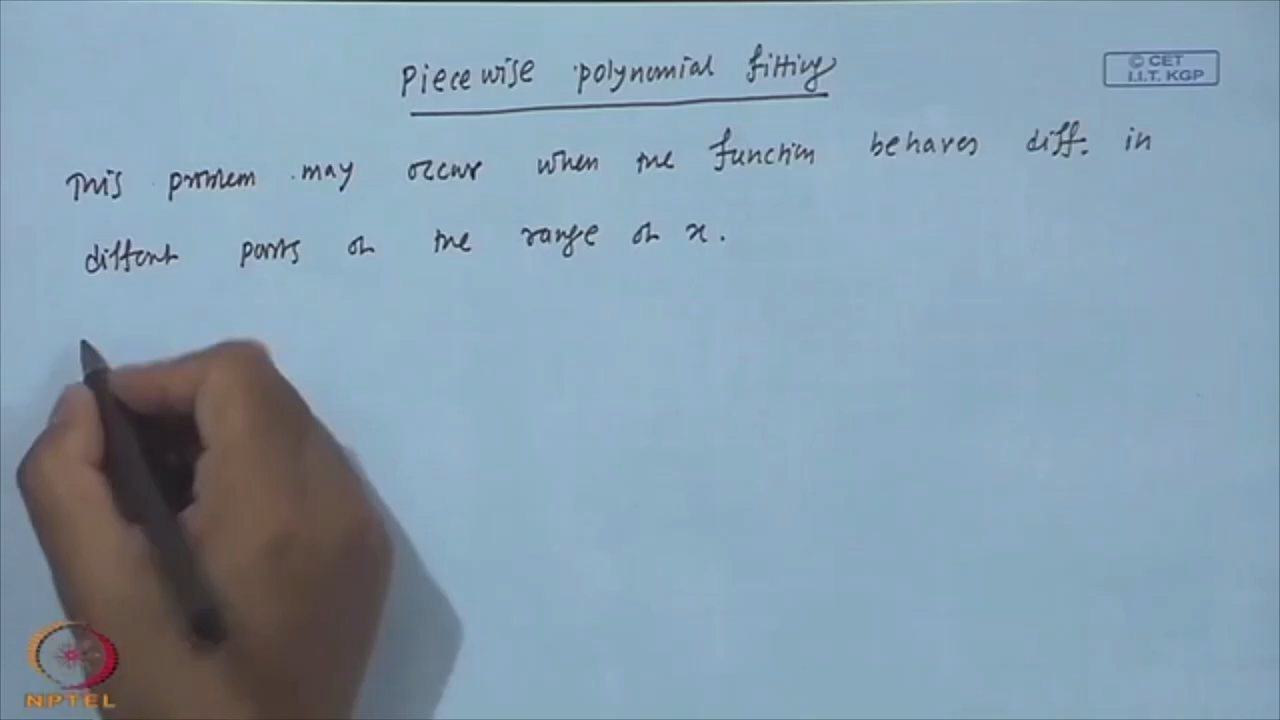 Piecewise polynomial fitting
© CET
I.I.T. KGP
This problem may occur when the function behaves diff. in
different parts of the range of x.
NPTEL